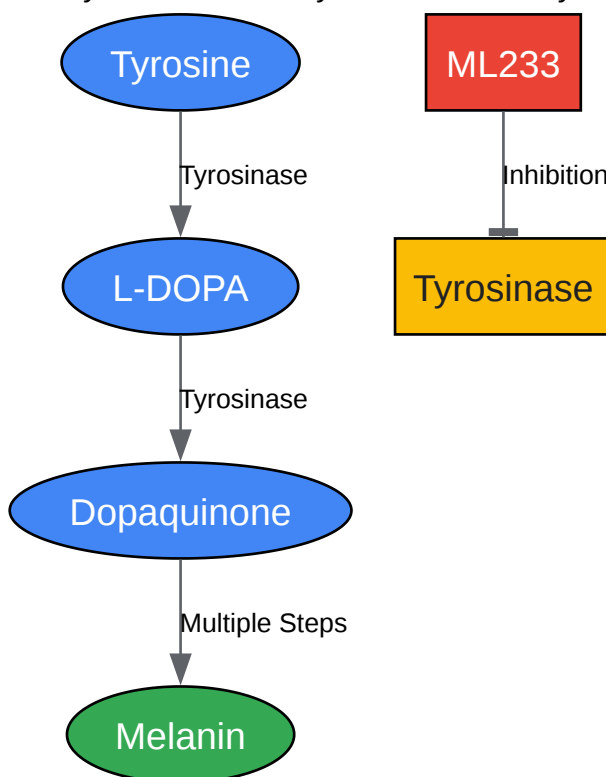 Tyrosine
ML233
Tyrosinase
Inhibition
L-DOPA
Tyrosinase
Tyrosinase
Dopaquinone
Multiple Steps
Melanin